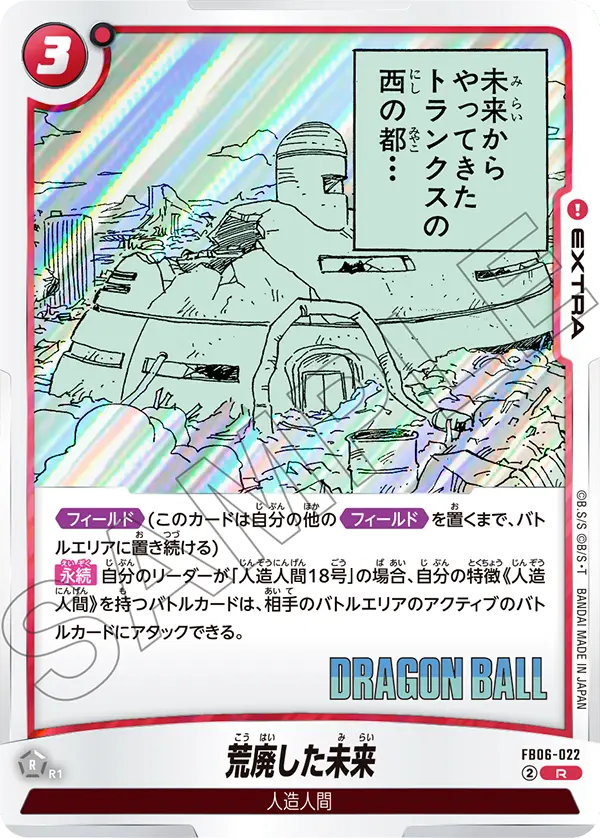 3
未来から
やってきた
トランクスの
西の都…
EXTRA
フィールド (このカードは自分の他の フィールド を置くまで、バト
ルエリアに置き続ける)
永続 自分のリーダーが「人造人間18号」の場合、自分の特徴《人造
人間》を持つバトルカードは、相手のバトルエリアのアクティブのバト
ルカードにアタックできる。
SAMPLE
DRAGON BALL
©B.S/S ©B/S・T BANDAI MADE IN JAPAN
荒廃した未来
FB06-022
R R1
② R
人造人間